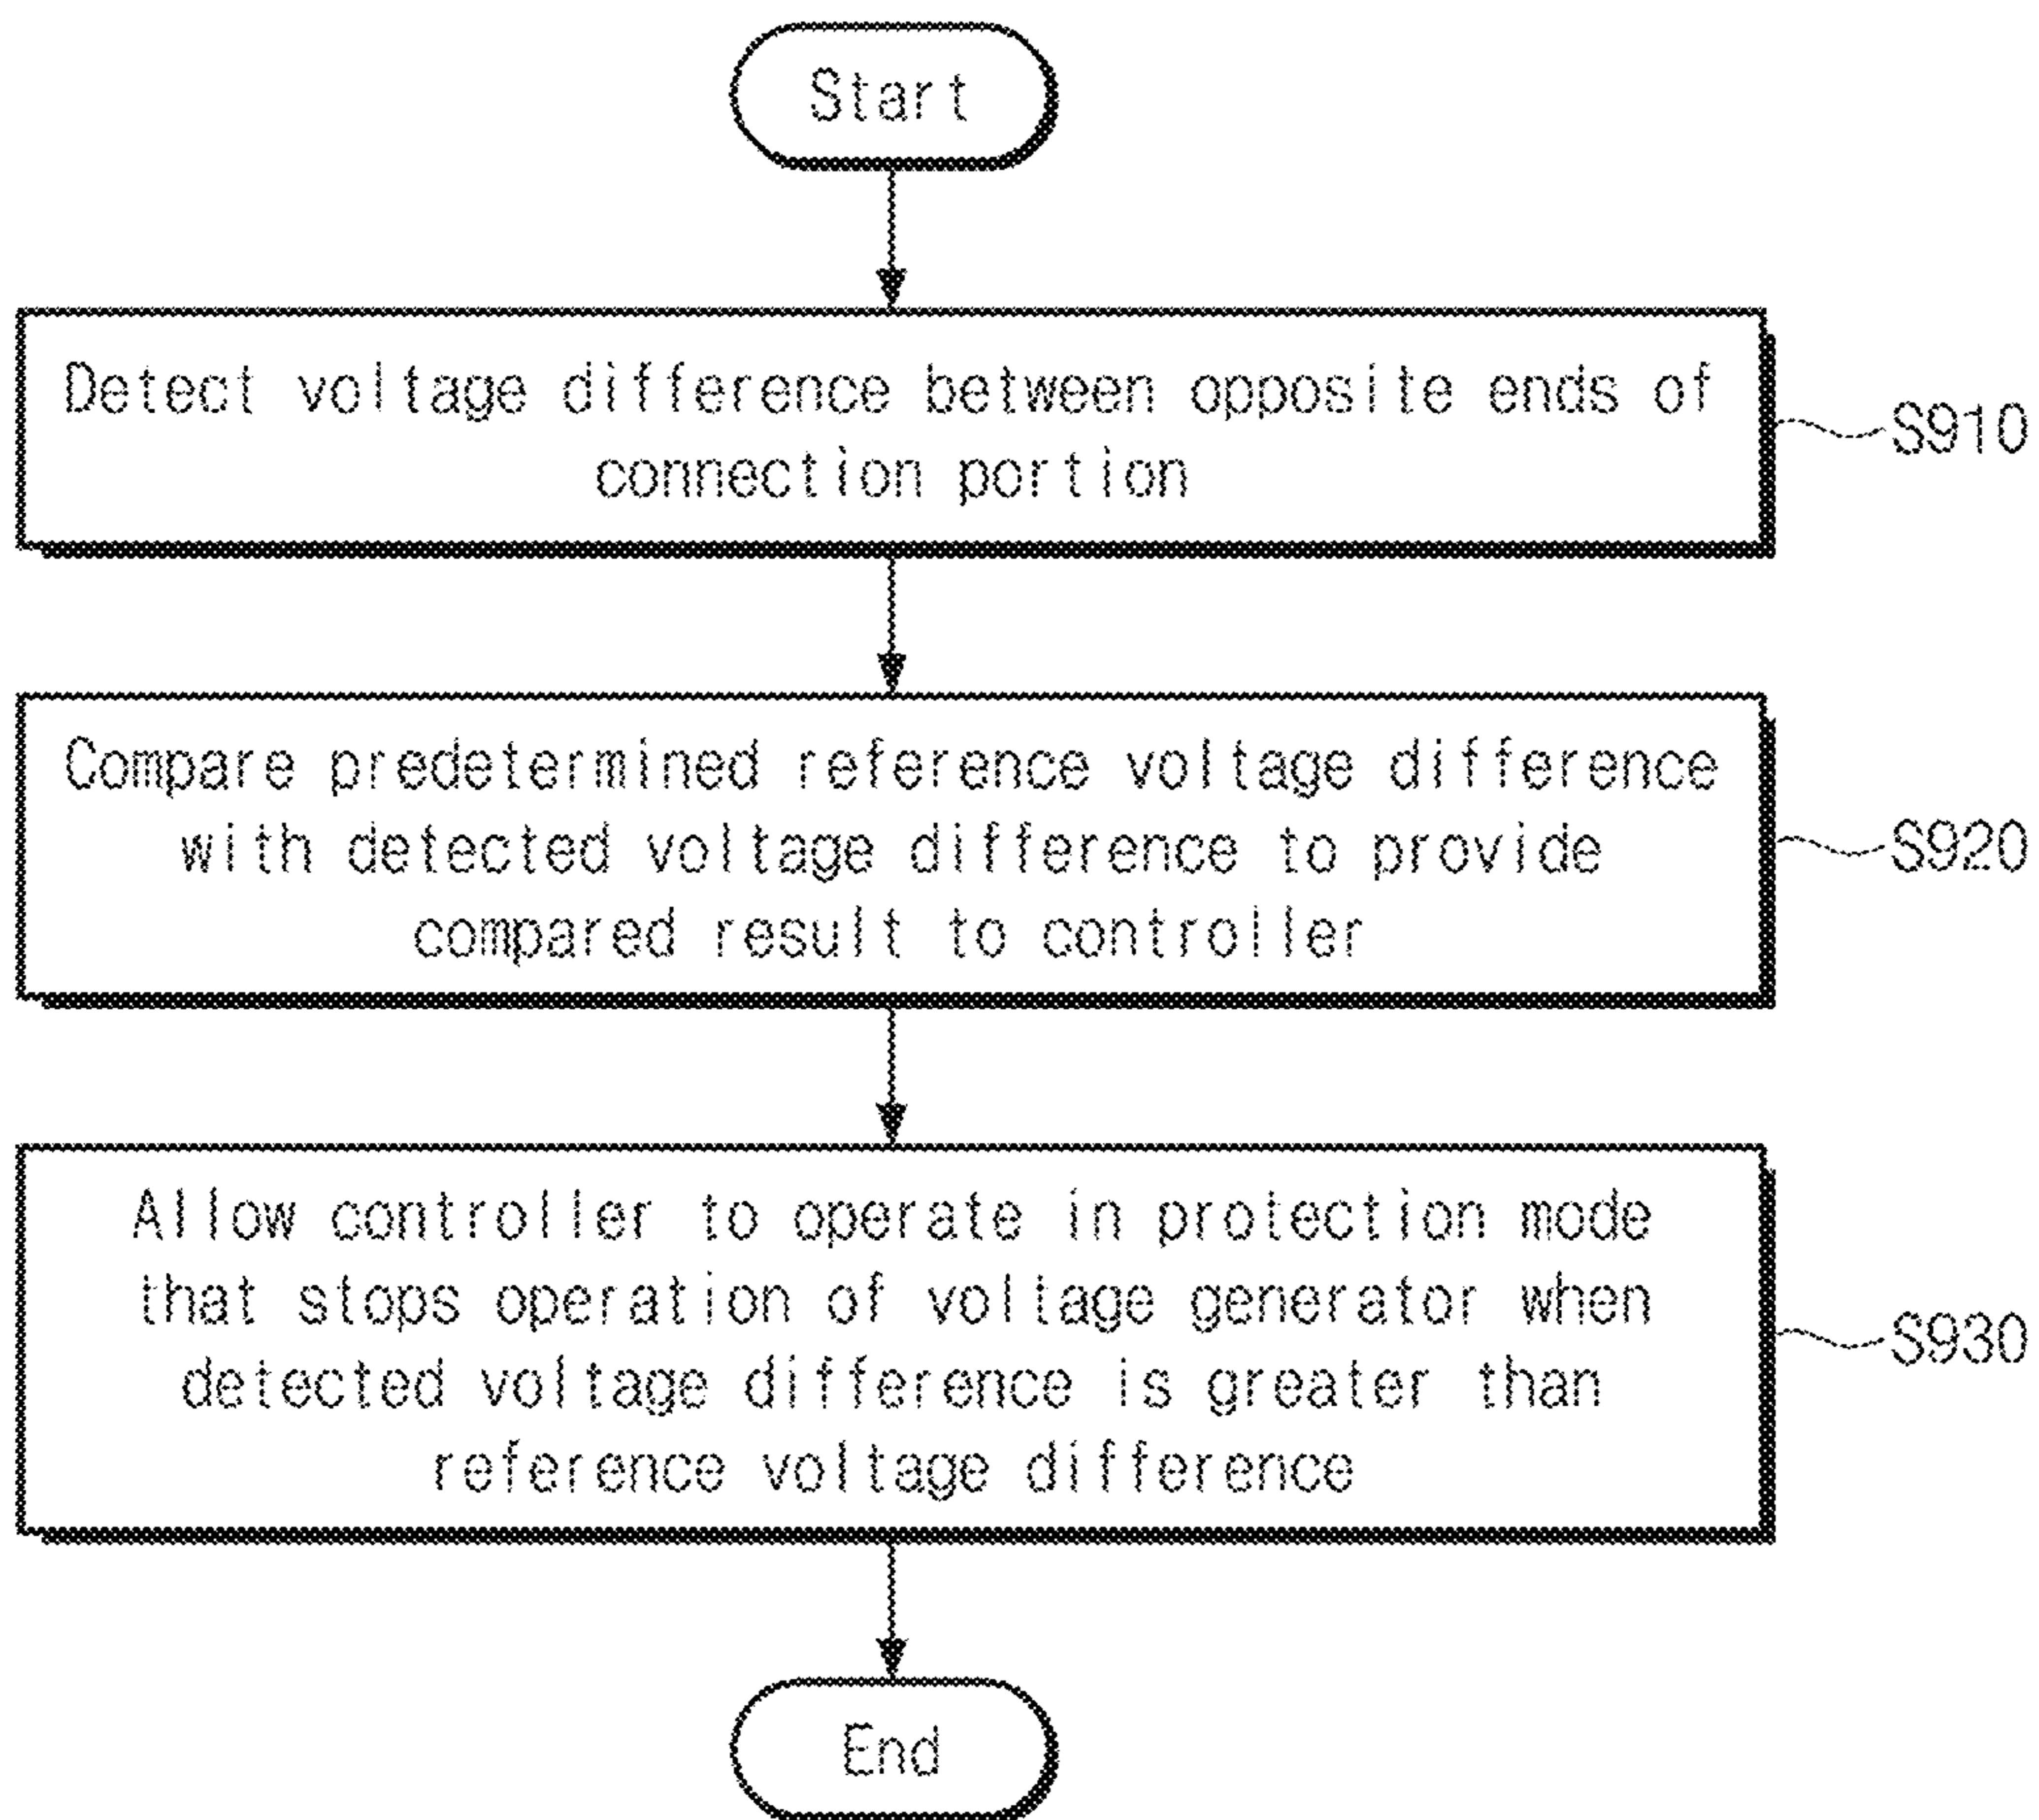 Start
Detect voltage difference between opposite ends of
connection portion
S910
Compare predetermined reference voltage difference
with detected voltage difference to provide
compared result to controller
S920
Allow controller to operate in protection mode
that stops operation of voltage generator when
detected voltage difference is greater than
reference voltage difference
S930
End